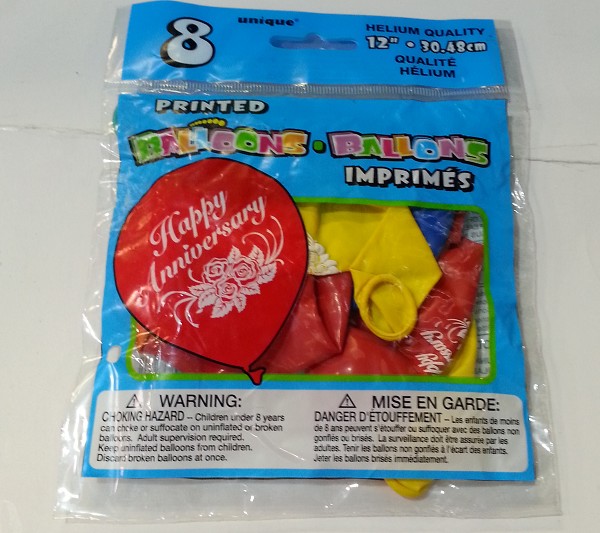 8
unique®
HELIUM QUALITY
12" • 30.48cm
QUALITÉ
HÉLIUM
PRINTED
BALLOONS • BALLONS
IMPRIMÉS
Happy
Anniversary
WARNING:
CHOKING HAZARD – Children under 8 years
can choke or suffocate on uninflated or broken
balloons. Adult supervision required.
Keep uninflated balloons from children.
Discard broken balloons at once.
MISE EN GARDE:
DANGER D'ÉTOUFFEMENT – Les enfants de moins
de 8 ans peuvent s'étouffer ou suffoquer avec des ballons non
gonflés ou brisés. La surveillance doit être assurée par les
adultes. Tenir les ballons non gonflés à l'écart des enfants.
Jeter les ballons brisés immédiatement.